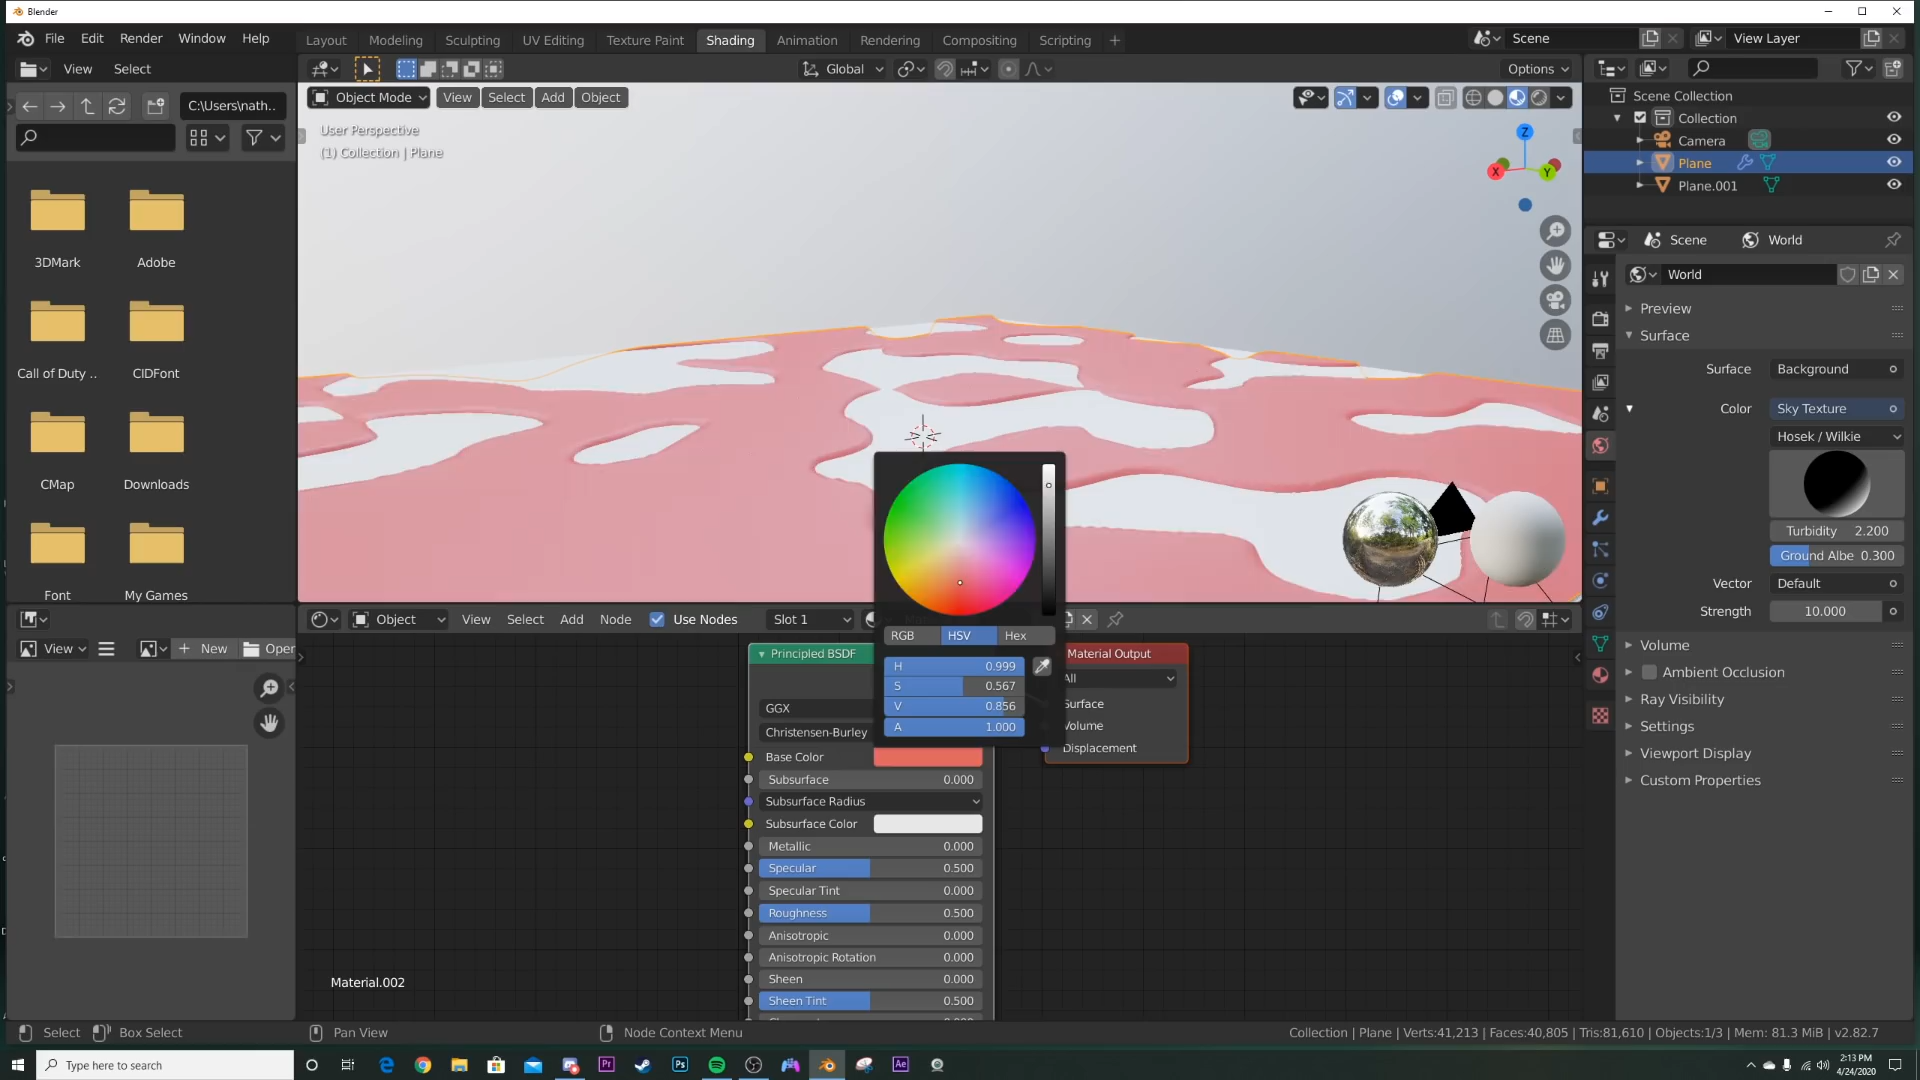 Blender
File Edit Render Window Help
Layout Modeling Sculpting UV Editing Texture Paint Shading Animation Rendering Compositing Scripting +
Scene
View Layer
View Select
Global
Options
C:\Users\nath..
Object Mode View Select Add Object
User Perspective
(1) Collection | Plane
Z
X
Y
3DMark
Adobe
Call of Duty ..
CIDFont
CMap
Downloads
Font
My Games
Scene Collection
Collection
Camera
Plane
Plane.001
Scene World
World
Preview
Surface
Surface Background
Color Sky Texture
Hosek / Wilkie
Turbidity 2.200
Ground Albe 0.300
Vector Default
Strength 10.000
Volume
Ambient Occlusion
Ray Visibility
Settings
Viewport Display
Custom Properties
Object View Select Add Node Use Nodes Slot 1
View + New Oper
RGB HSV Hex
H 0.999
S 0.567
V 0.856
A 1.000
Principled BSDF
GGX
Christensen-Burley
Base Color
Subsurface 0.000
Subsurface Radius
Subsurface Color
Metallic 0.000
Specular 0.500
Specular Tint 0.000
Roughness 0.500
Anisotropic 0.000
Anisotropic Rotation 0.000
Sheen 0.000
Sheen Tint 0.500
Material Output
All
Surface
Volume
Displacement
Material.002
Select Box Select Pan View Node Context Menu
Collection | Plane | Verts:41,213 | Faces:40,805 | Tris:81,610 | Objects:1/3 | Mem: 81.3 MiB | v2.82.7
Type here to search
Pr
Ps
Ae
2:13 PM
4/24/2020